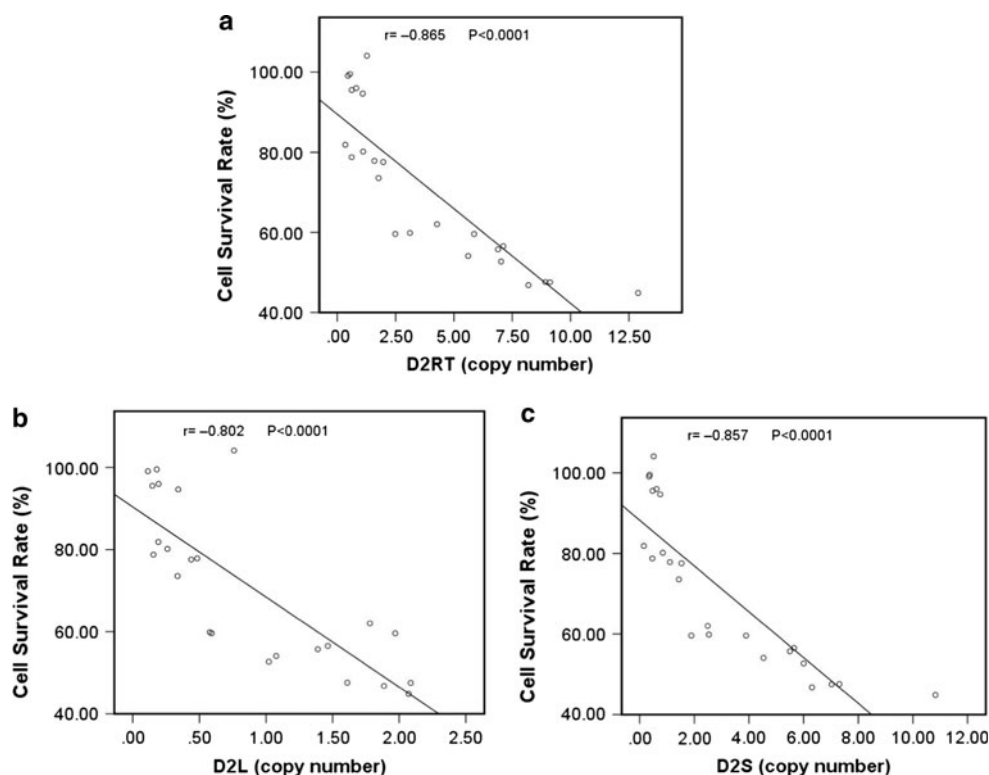 a
r= –0.865 P<0.0001
Cell Survival Rate (%)
100.00
80.00
60.00
40.00
.00 2.50 5.00 7.50 10.00 12.50
D2RT (copy number)
b
r= –0.802 P<0.0001
Cell Survival Rate (%)
100.00
80.00
60.00
40.00
.00 .50 1.00 1.50 2.00 2.50
D2L (copy number)
c
r= –0.857 P<0.0001
Cell Survival Rate (%)
100.00
80.00
60.00
40.00
.00 2.00 4.00 6.00 8.00 10.00 12.00
D2S (copy number)